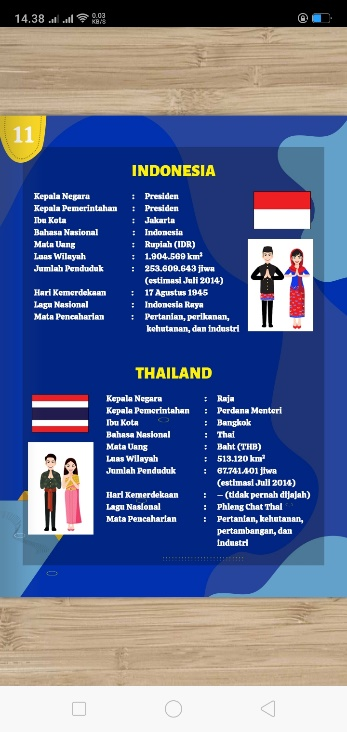 14.38 0.03 KB/S
11
INDONESIA
Kepala Negara : Presiden
Kepala Pemerintahan : Presiden
Ibu Kota : Jakarta
Bahasa Nasional : Indonesia
Mata Uang : Rupiah (IDR)
Luas Wilayah : 1.904.569 km²
Jumlah Penduduk : 253.609.643 jiwa
(estimasi Juli 2014)
Hari Kemerdekaan : 17 Agustus 1945
Lagu Nasional : Indonesia Raya
Mata Pencaharian : Pertanian, perikanan,
kehutanan, dan industri
THAILAND
Kepala Negara : Raja
Kepala Pemerintahan : Perdana Menteri
Ibu Kota : Bangkok
Bahasa Nasional : Thai
Mata Uang : Baht (THB)
Luas Wilayah : 513.120 km²
Jumlah Penduduk : 67.741.401 jiwa
(estimasi Juli 2014)
Hari Kemerdekaan : – (tidak pernah dijajah)
Lagu Nasional : Phleng Chat Thai
Mata Pencaharian : Pertanian, kehutanan,
pertambangan, dan
industri